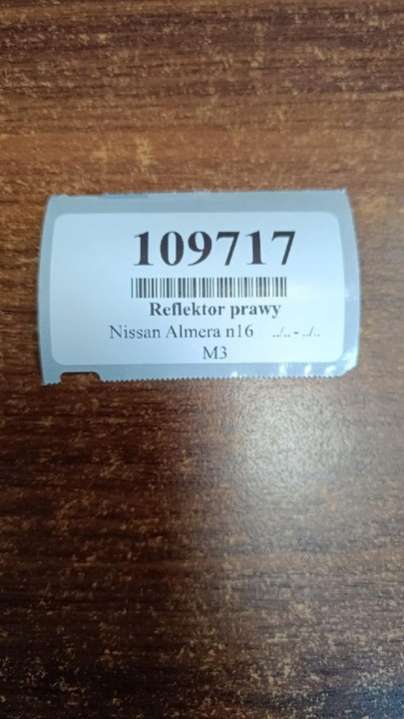 109717
Reflektor prawy
Nissan Almera n16 ../.. - ../..
M3